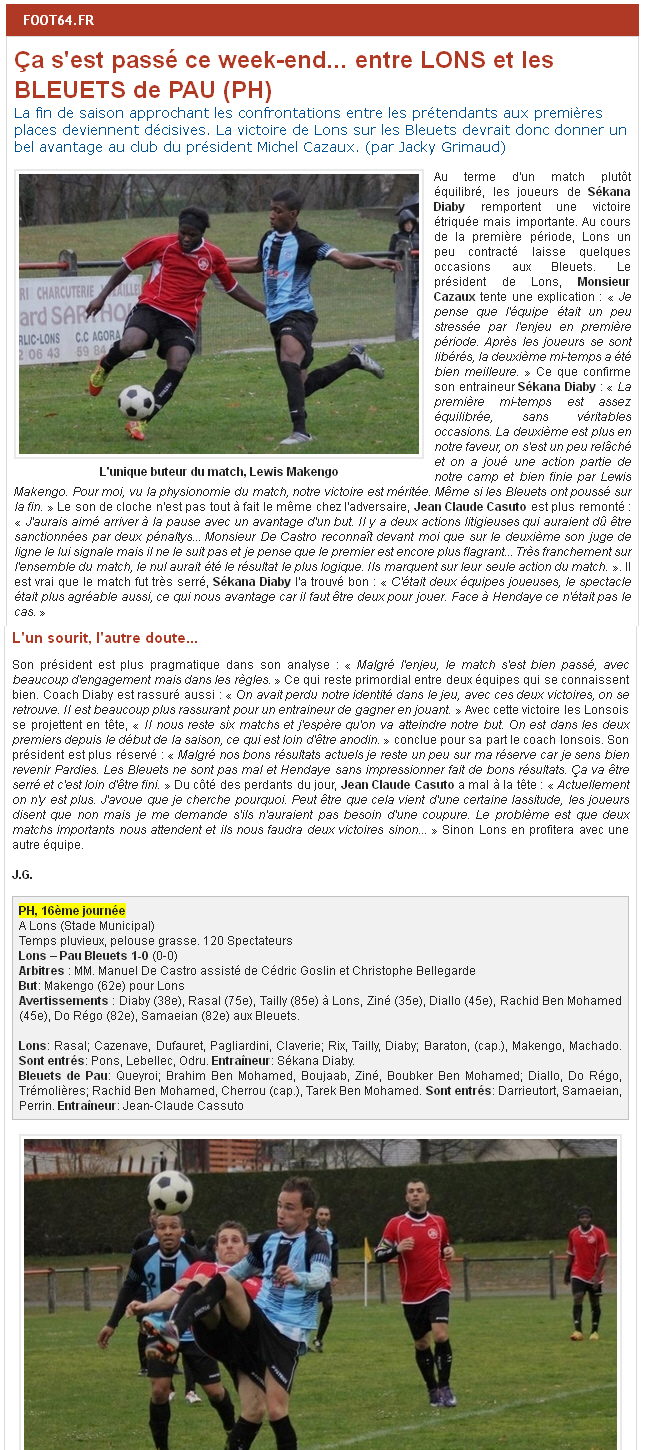 FOOT64.FR
Ça s'est passé ce week-end... entre LONS et les
BLEUETS de PAU (PH)
La fin de saison approchant les confrontations entre les prétendants aux premières
places deviennent décisives. La victoire de Lons sur les Bleuets devrait donc donner un
bel avantage au club du président Michel Cazaux. (par Jacky Grimaud)
Au terme d'un match plutôt
équilibré, les joueurs de Sékana
Diaby remportent une victoire
étriquée mais importante. Au cours
de la première période, Lons un
peu contracté laisse quelques
occasions aux Bleuets. Le
président de Lons, Monsieur
Cazaux tente une explication : « Je
pense que l'équipe était un peu
stressée par l'enjeu en première
période. Après les joueurs se sont
libérés, la deuxième mi-temps a été
bien meilleure. » Ce que confirme
son entraineur Sékana Diaby : « La
première mi-temps est assez
équilibrée, sans véritables
occasions. La deuxième est plus en
notre faveur, on s'est un peu relâché
et on a joué une action partie de
notre camp et bien finie par Lewis
CHARCUTERIE
C.C AGORA
RLIC-LONS
2 06 43 59 84
L'unique buteur du match, Lewis Makengo
Makengo. Pour moi, vu la physionomie du match, notre victoire est méritée. Même si les Bleuets ont poussé sur
la fin. » Le son de cloche n'est pas tout à fait le même chez l'adversaire, Jean Claude Casuto est plus remonté :
« J'aurais aimé arriver à la pause avec un avantage d'un but. Il y a deux actions litigieuses qui auraient dû être
sanctionnées par deux pénaltys... Monsieur De Castro reconnaît devant moi que sur le deuxième son juge de
ligne le lui signale mais il ne le suit pas et je pense que le premier est encore plus flagrant... Très franchement sur
l'ensemble du match, le nul aurait été le résultat le plus logique. Ils marquent sur leur seule action du match. ». Il
est vrai que le match fut très serré, Sékana Diaby l'a trouvé bon : « C'était deux équipes joueuses, le spectacle
était plus agréable aussi, ce qui nous avantage car il faut être deux pour jouer. Face à Hendaye ce n'était pas le
cas. »
L'un sourit, l'autre doute...
Son président est plus pragmatique dans son analyse : « Malgré l'enjeu, le match s'est bien passé, avec
beaucoup d'engagement mais dans les règles. » Ce qui reste primordial entre deux équipes qui se connaissent
bien. Coach Diaby est rassuré aussi : « On avait perdu notre identité dans le jeu, avec ces deux victoires, on se
retrouve. Il est beaucoup plus rassurant pour un entraineur de gagner en jouant. » Avec cette victoire les Lonsois
se projettent en tête, « Il nous reste six matchs et j'espère qu'on va atteindre notre but. On est dans les deux
premiers depuis le début de la saison, ce qui est loin d'être anodin. » conclue pour sa part le coach lonsois. Son
président est plus réservé : « Malgré nos bons résultats actuels je reste un peu sur ma réserve car je sens bien
revenir Pardies. Les Bleuets ne sont pas mal et Hendaye sans impressionner fait de bons résultats. Ça va être
serré et c'est loin d'être fini. » Du côté des perdants du jour, Jean Claude Casuto a mal à la tête : « Actuellement
on n'y est plus. J'avoue que je cherche pourquoi. Peut être que cela vient d'une certaine lassitude, les joueurs
disent que non mais je me demande s'ils n'auraient pas besoin d'une coupure. Le problème est que deux
matchs importants nous attendent et ils nous faudra deux victoires sinon... » Sinon Lons en profitera avec une
autre équipe.
J.G.
PH, 16ème journée
A Lons (Stade Municipal)
Temps pluvieux, pelouse grasse. 120 Spectateurs
Lons – Pau Bleuets 1-0 (0-0)
Arbitres : MM. Manuel De Castro assisté de Cédric Goslin et Christophe Bellegarde
But: Makengo (62e) pour Lons
Avertissements : Diaby (38e), Rasal (75e), Tailly (85e) à Lons, Ziné (35e), Diallo (45e), Rachid Ben Mohamed
(45e), Do Régo (82e), Samaeian (82e) aux Bleuets.
Lons: Rasal; Cazenave, Dufauret, Pagliardini, Claverie; Rix, Tailly, Diaby; Baraton, (cap.), Makengo, Machado.
Sont entrés: Pons, Lebellec, Odru. Entraîneur: Sékana Diaby.
Bleuets de Pau: Queyroi; Brahim Ben Mohamed, Boujaab, Ziné, Boubker Ben Mohamed; Diallo, Do Régo,
Trémolières; Rachid Ben Mohamed, Cherrou (cap.), Tarek Ben Mohamed. Sont entrés: Darrieutort, Samaeian,
Perrin. Entraîneur: Jean-Claude Cassuto